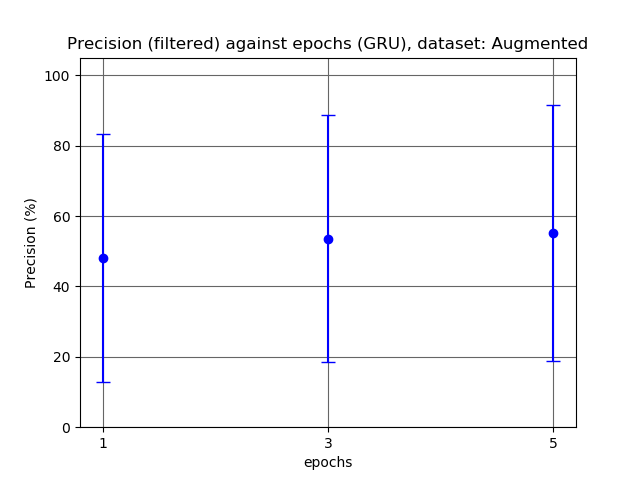 Precision (filtered) against epochs (GRU), dataset: Augmented
100
80
60
40
20
0
Precision (%)
1 3 5
epochs